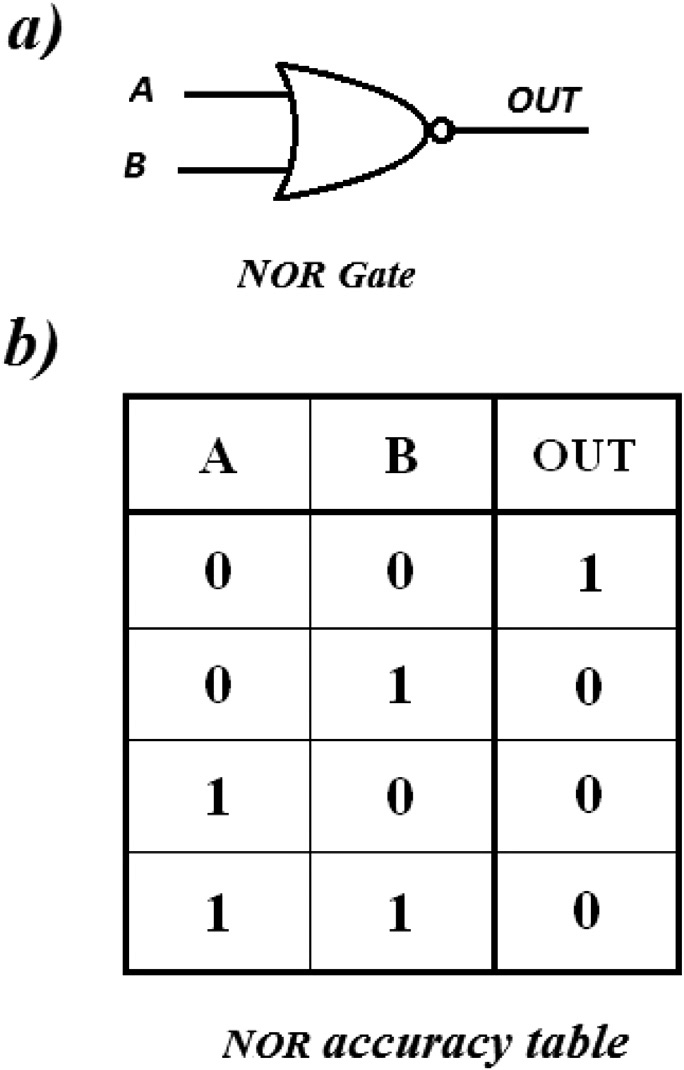 a)
A
OUT
B
NOR Gate
b)
A B OUT
0 0 1
0 1 0
1 0 0
1 1 0
NOR accuracy table